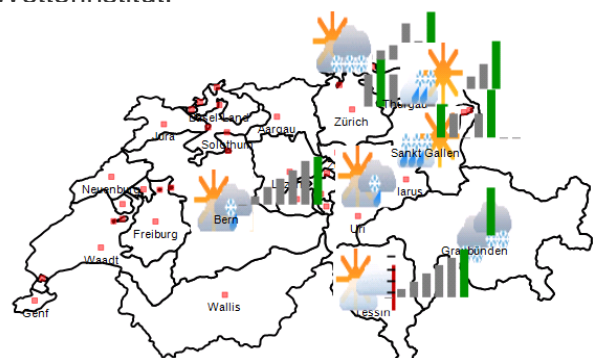 Thurgau
Basel-Land
Zürich
Aargau
Jura
Solothurn
Sankt Gallen
Neuenburg
Luzern
Glarus
Bern
Uri
Freiburg
Graubünden
Waadt
Wallis
Tessin
Genf